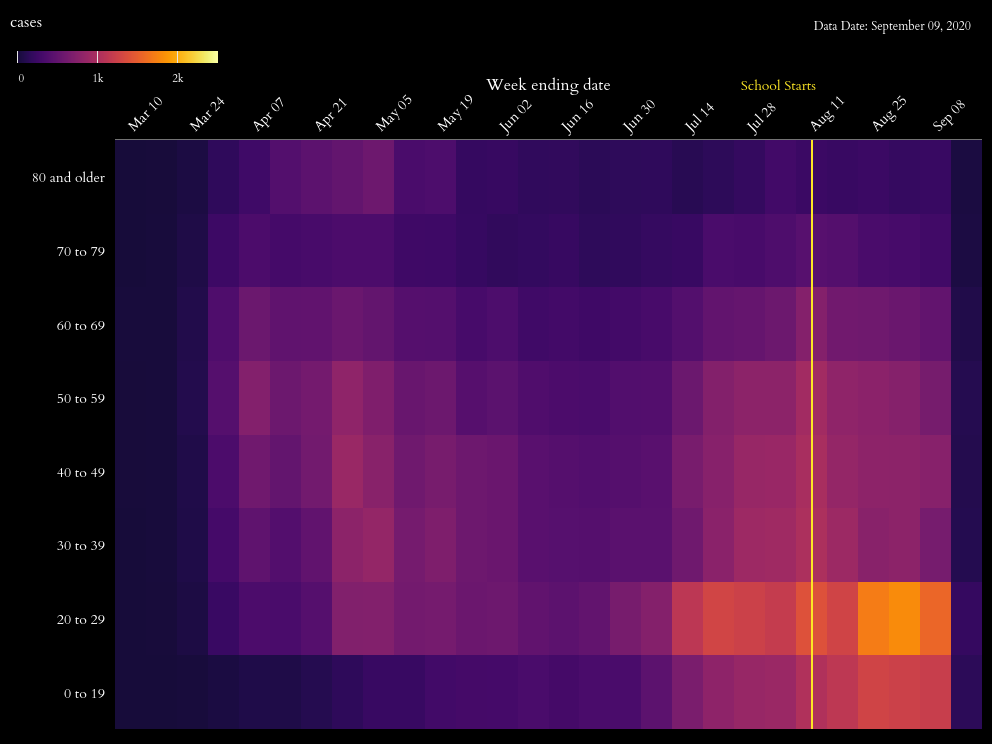 cases
Data Date: September 09, 2020
0 1k 2k
Week ending date
School Starts
Mar 10
Mar 24
Apr 07
Apr 21
May 05
May 19
Jun 02
Jun 16
Jun 30
Jul 14
Jul 28
Aug 11
Aug 25
Sep 08
80 and older
70 to 79
60 to 69
50 to 59
40 to 49
30 to 39
20 to 29
0 to 19